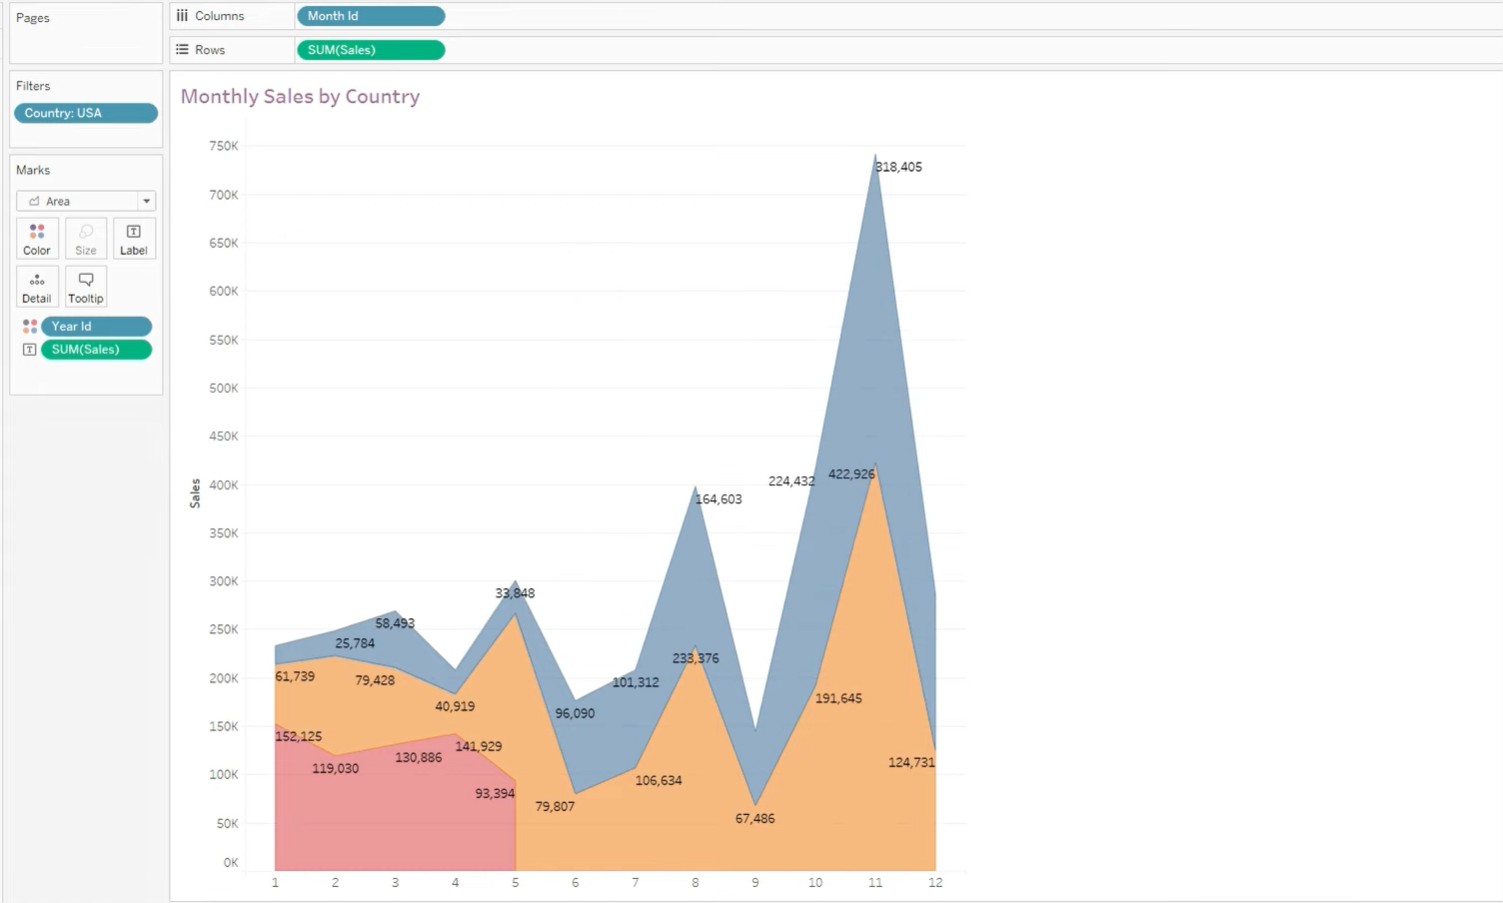 Pages
Columns
Month Id
Rows
SUM(Sales)
Filters
Country: USA
Marks
Area
Color
Size
Label
Detail
Tooltip
Year Id
SUM(Sales)
Monthly Sales by Country
Sales
750K
700K
650K
600K
550K
500K
450K
400K
350K
300K
250K
200K
150K
100K
50K
0K
318,405
224,432
422,926
164,603
33,848
58,493
25,784
61,739
79,428
40,919
233,376
101,312
96,090
191,645
152,125
119,030
130,886
141,929
93,394
79,807
106,634
67,486
124,731
1 2 3 4 5 6 7 8 9 10 11 12